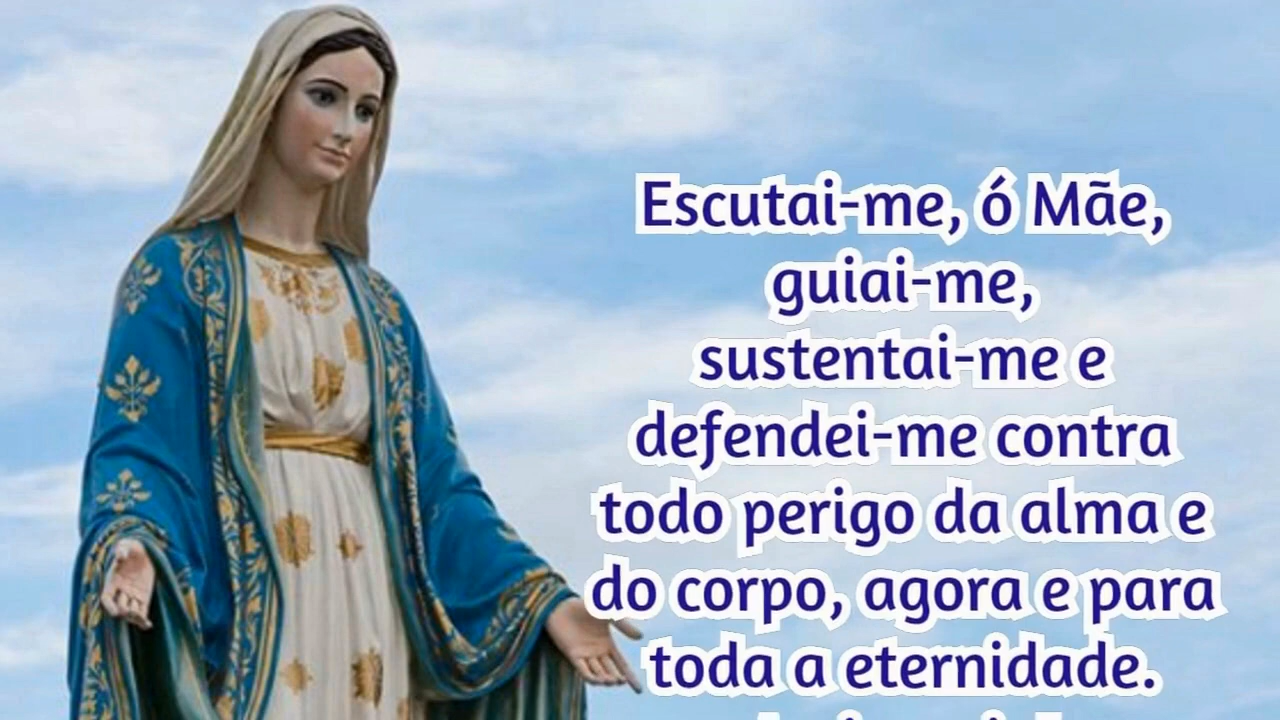 Escutai-me, ó Mãe,
guiai-me,
sustentai-me e
defendei-me contra
todo perigo da alma e
do corpo, agora e para
toda a eternidade.